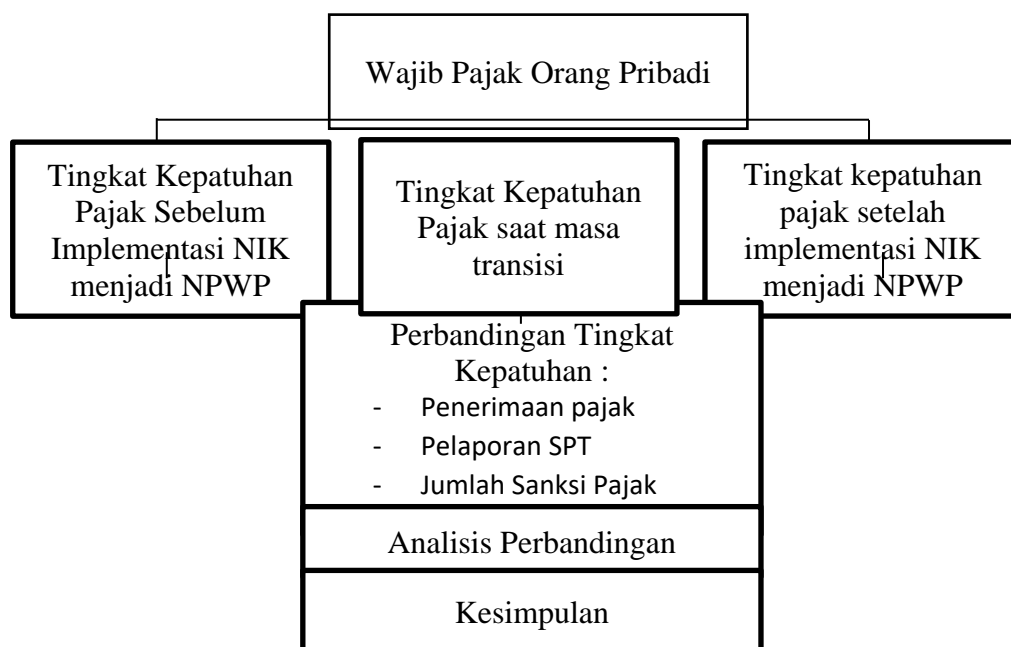 Wajib Pajak Orang Pribadi
Tingkat Kepatuhan
Pajak Sebelum
Implementasi NIK
menjadi NPWP
Tingkat Kepatuhan
Pajak saat masa
transisi
Tingkat kepatuhan
pajak setelah
implementasi NIK
menjadi NPWP
Perbandingan Tingkat
Kepatuhan :
- Penerimaan pajak
- Pelaporan SPT
- Jumlah Sanksi Pajak
Analisis Perbandingan
Kesimpulan